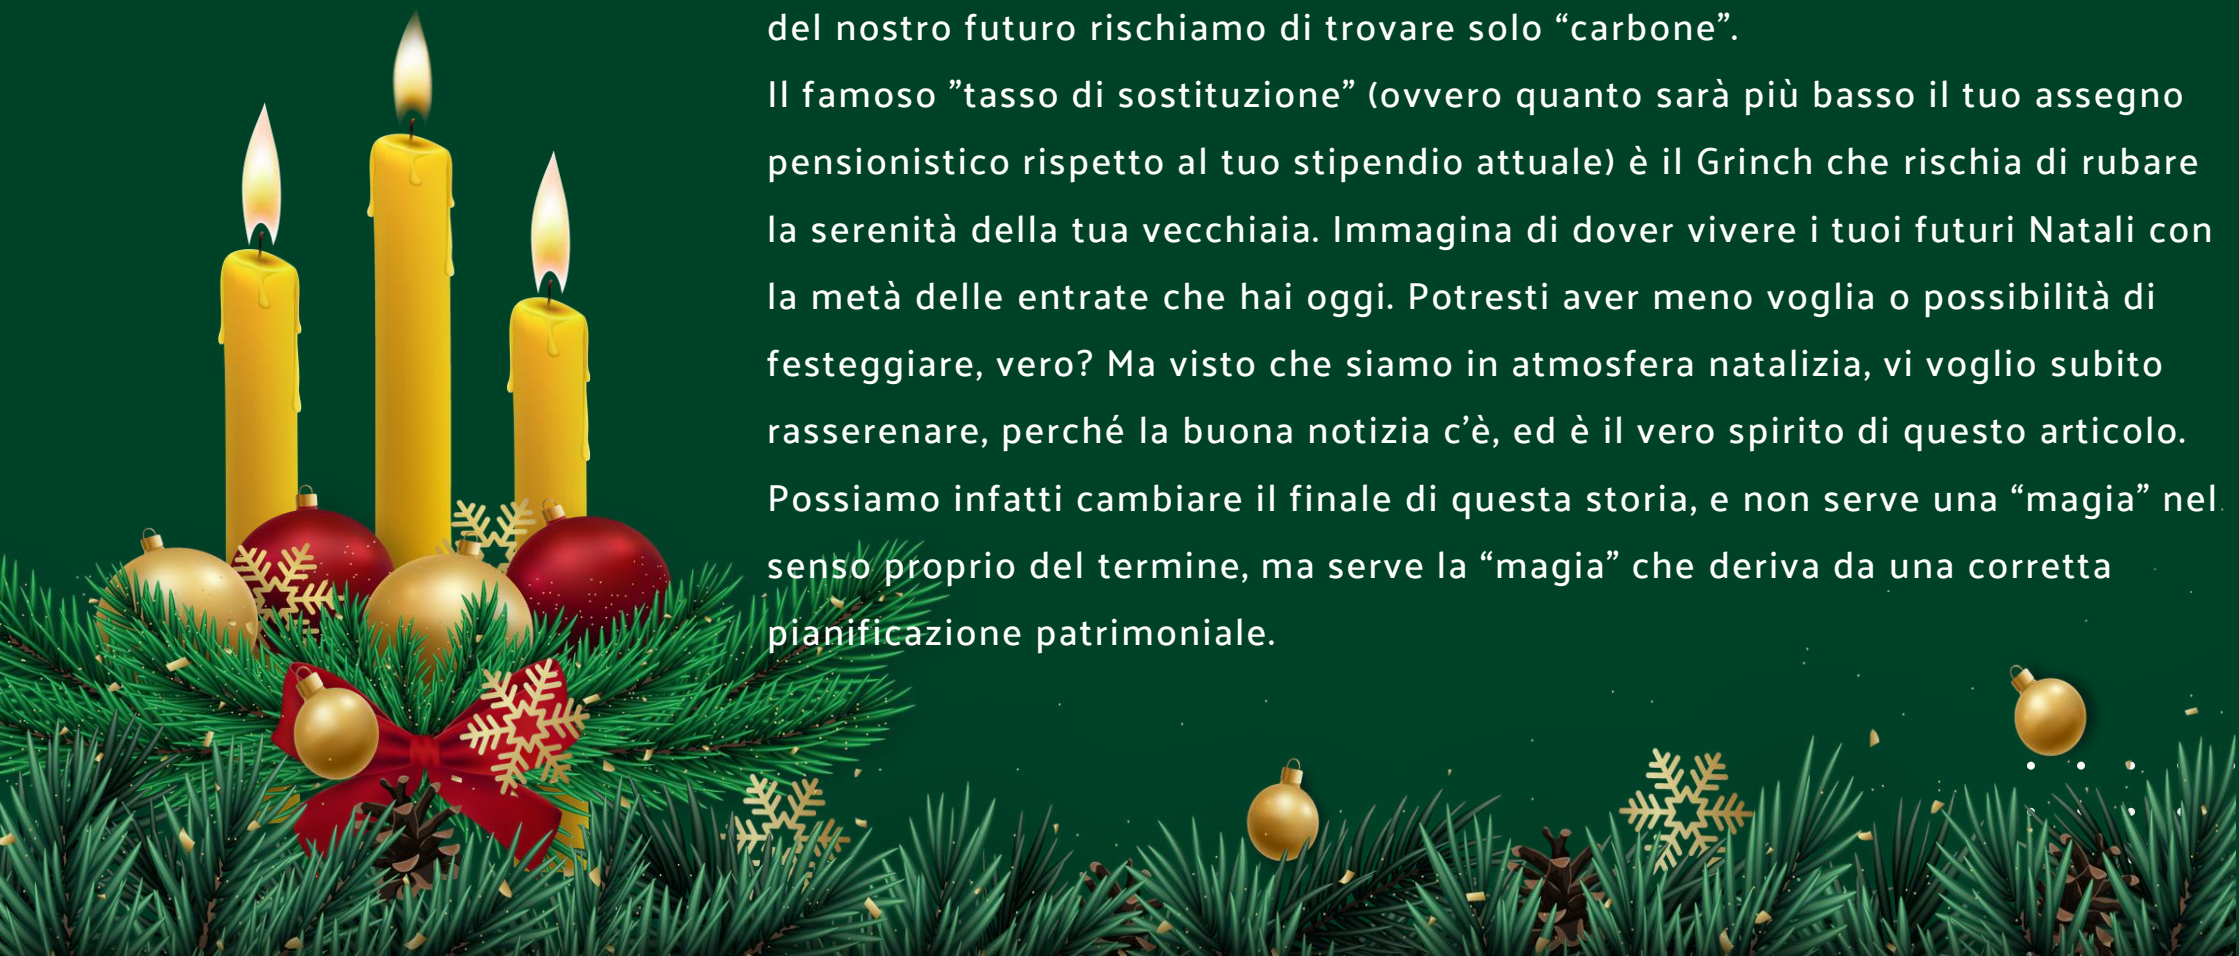 del nostro futuro rischiamo di trovare solo “carbone”.
Il famoso ”tasso di sostituzione” (ovvero quanto sarà più basso il tuo assegno
pensionistico rispetto al tuo stipendio attuale) è il Grinch che rischia di rubare
la serenità della tua vecchiaia. Immagina di dover vivere i tuoi futuri Natali con
la metà delle entrate che hai oggi. Potresti aver meno voglia o possibilità di
festeggiare, vero? Ma visto che siamo in atmosfera natalizia, vi voglio subito
rasserenare, perché la buona notizia c’è, ed è il vero spirito di questo articolo.
Possiamo infatti cambiare il finale di questa storia, e non serve una “magia” nel
senso proprio del termine, ma serve la “magia” che deriva da una corretta
pianificazione patrimoniale.